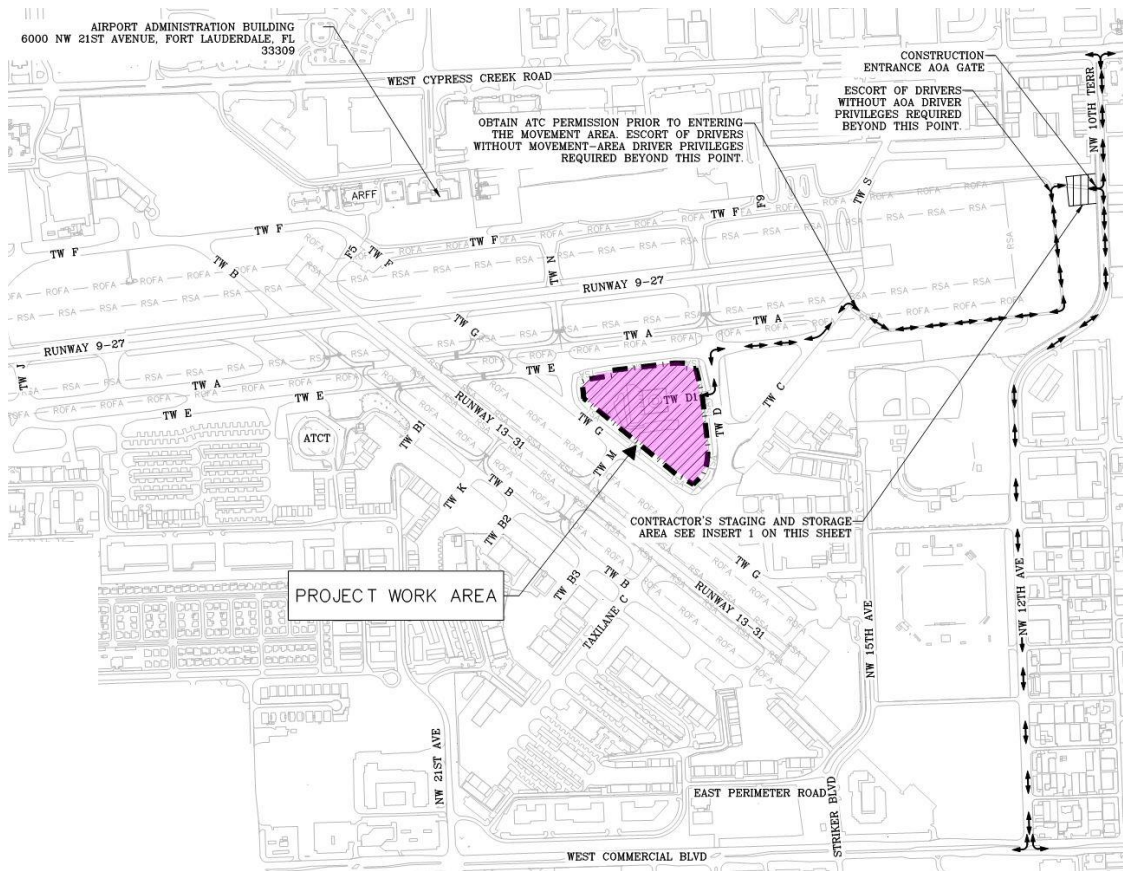 AIRPORT ADMINISTRATION BUILDING
6000 NW 21ST AVENUE, FORT LAUDERDALE, FL
33309
WEST CYPRESS CREEK ROAD
CONSTRUCTION
ENTRANCE AOA GATE
ESCORT OF DRIVERS
WITHOUT AOA DRIVER
PRIVILEGES REQUIRED
BEYOND THIS POINT.
NW 10TH TERR
OBTAIN ATC PERMISSION PRIOR TO ENTERING
THE MOVEMENT AREA. ESCORT OF DRIVERS
WITHOUT MOVEMENT-AREA DRIVER PRIVILEGES
REQUIRED BEYOND THIS POINT.
ARFF
TW S
F9
TW F
TW F
TW F
TW F
TW F
F5
TW B
TW N
RUNWAY 9-27
RUNWAY 9-27
TW G
TW A
TW A
TW E
TW J
TW A
TW E
TW E
ATCT
TW B1
RUNWAY 13-31
TW G
TW D1
TW G
TW C
TW M
TW K
TW B
TW B2
CONTRACTOR'S STAGING AND STORAGE
AREA SEE INSERT 1 ON THIS SHEET
PROJECT WORK AREA
TW B3
TW B
TAXILANE C
TW G
RUNWAY 13-31
NW 15TH AVE
NW 12TH AVE
NW 21ST AVE
EAST PERIMETER ROAD
STRIKER BLVD
WEST COMMERCIAL BLVD
ROFA
RSA